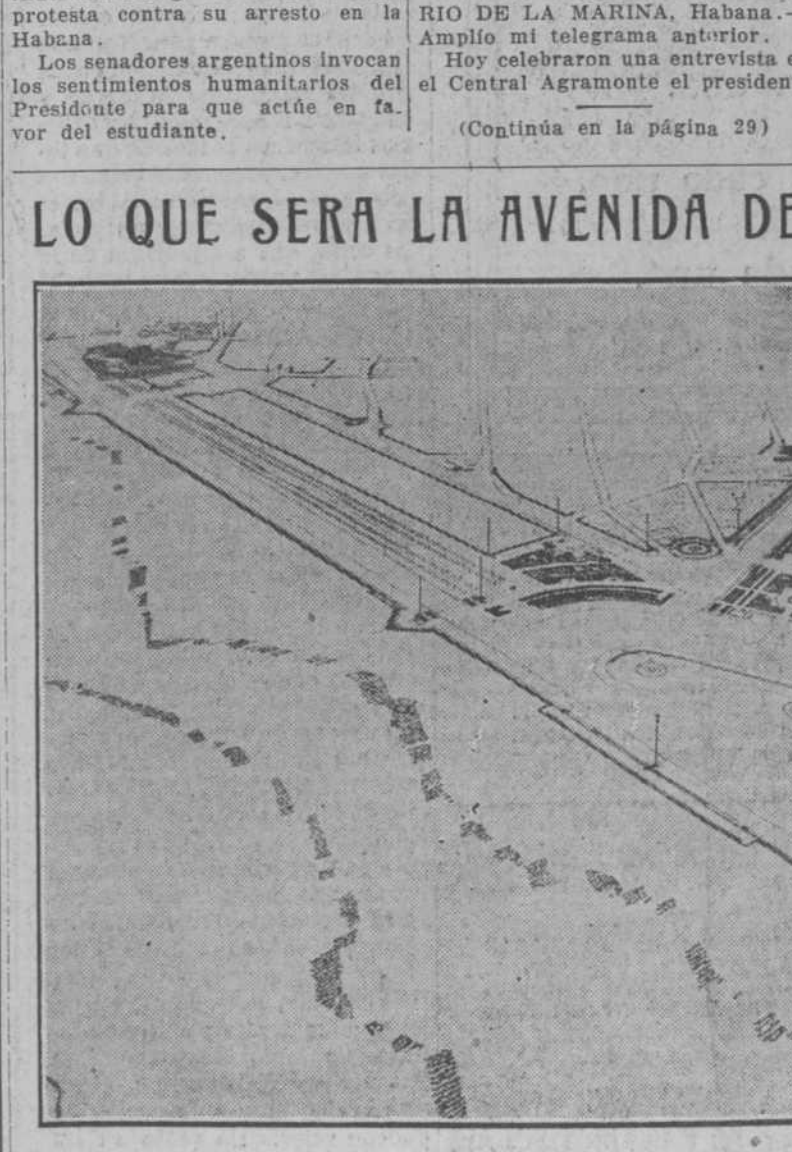 protesta contra su arresto en la
Habana.
Los senadores argentinos invocan
los sentimientos humanitarios del
Presidente para que actúe en fa-
vor del estudiante.
RIO DE LA MARINA, Habana.-
Amplío mi telegrama anterior.
Hoy celebraron una entrevista e
el Central Agramonte el president
(Continúa en la página 29)
LO QUE SERA LA AVENIDA DE